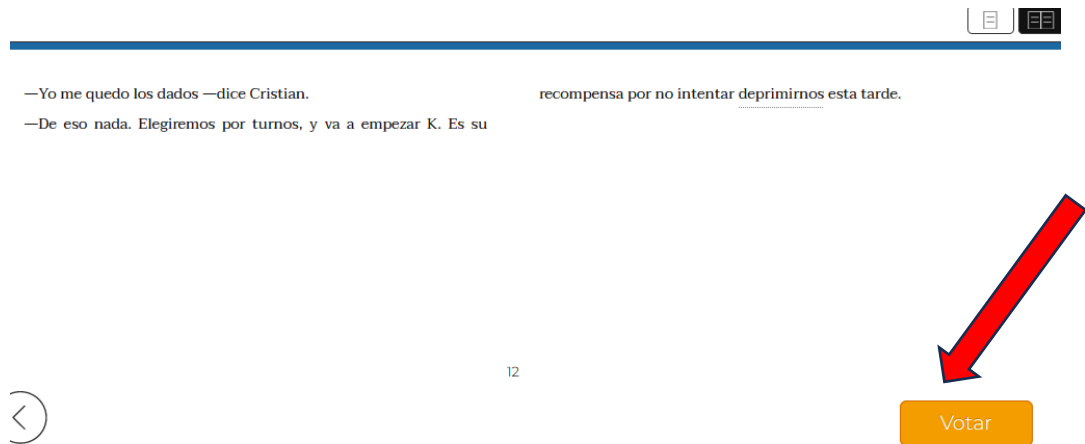 —Yo me quedo los dados —dice Cristian.
—De eso nada. Elegiremos por turnos, y va a empezar K. Es su
recompensa por no intentar deprimirnos esta tarde.
12
Votar